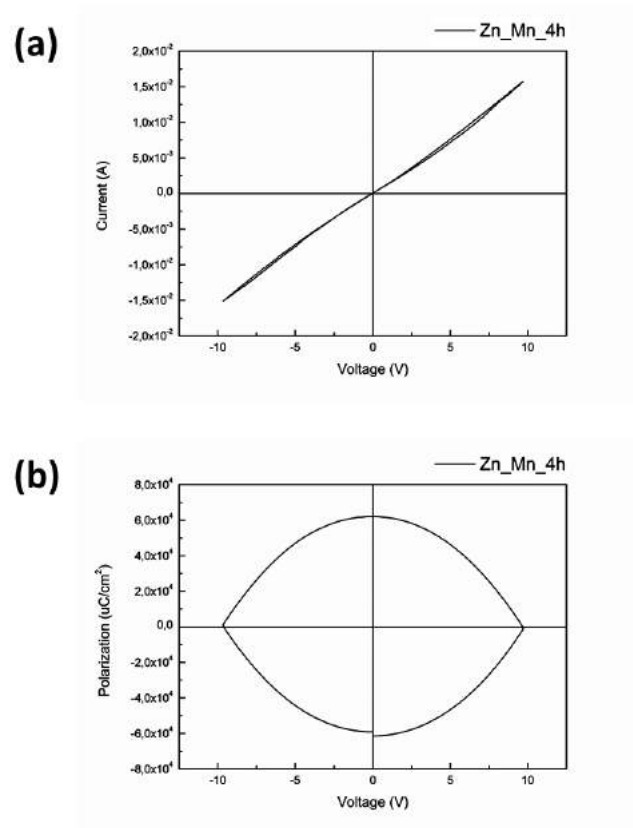 (a)
Zn_Mn_4h
2,0x10⁻²
1,5x10⁻²
1,0x10⁻²
5,0x10⁻³
0,0
-5,0x10⁻³
-1,0x10⁻²
-1,5x10⁻²
-2,0x10⁻²
Current (A)
-10 -5 0 5 10
Voltage (V)
(b)
Zn_Mn_4h
8,0x10⁴
6,0x10⁴
4,0x10⁴
2,0x10⁴
0,0
-2,0x10⁴
-4,0x10⁴
-6,0x10⁴
-8,0x10⁴
Polarization (uC/cm²)
-10 -5 0 5 10
Voltage (V)